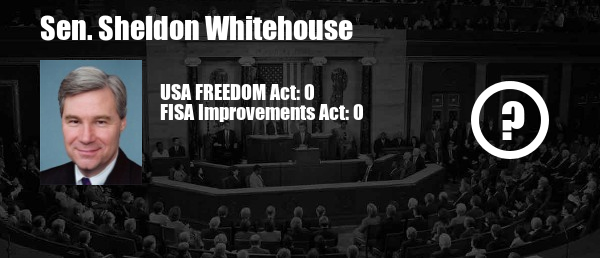 Sen. Sheldon Whitehouse
USA FREEDOM Act: 0
FISA Improvements Act: 0
?